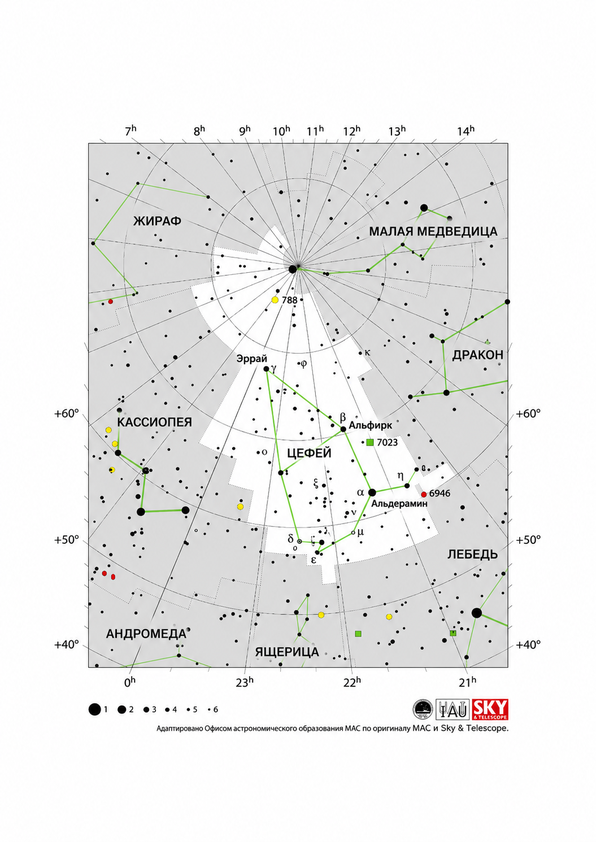 7h 8h 9h 10h 11h 12h 13h 14h
ЖИРАФ
МАЛАЯ МЕДВЕДИЦА
788
κ
ДРАКОН
Эррай
γ
φ
+60°
КАССИОПЕЯ
β
Альфирк
+60°
7023
ο
ЦЕФЕЙ
η
θ
ξ
α
6946
Альдерамин
ν
+50°
δ
ζ
μ
+50°
ε
ЛЕБЕДЬ
АНДРОМЕДА
ЯЩЕРИЦА
+40°
+40°
0h 23h 22h 21h
1 2 3 4 5 6
IAU
SKY
& TELESCOPE
Адаптировано Офисом астрономического образования МАС по оригиналу МАС и Sky & Telescope.